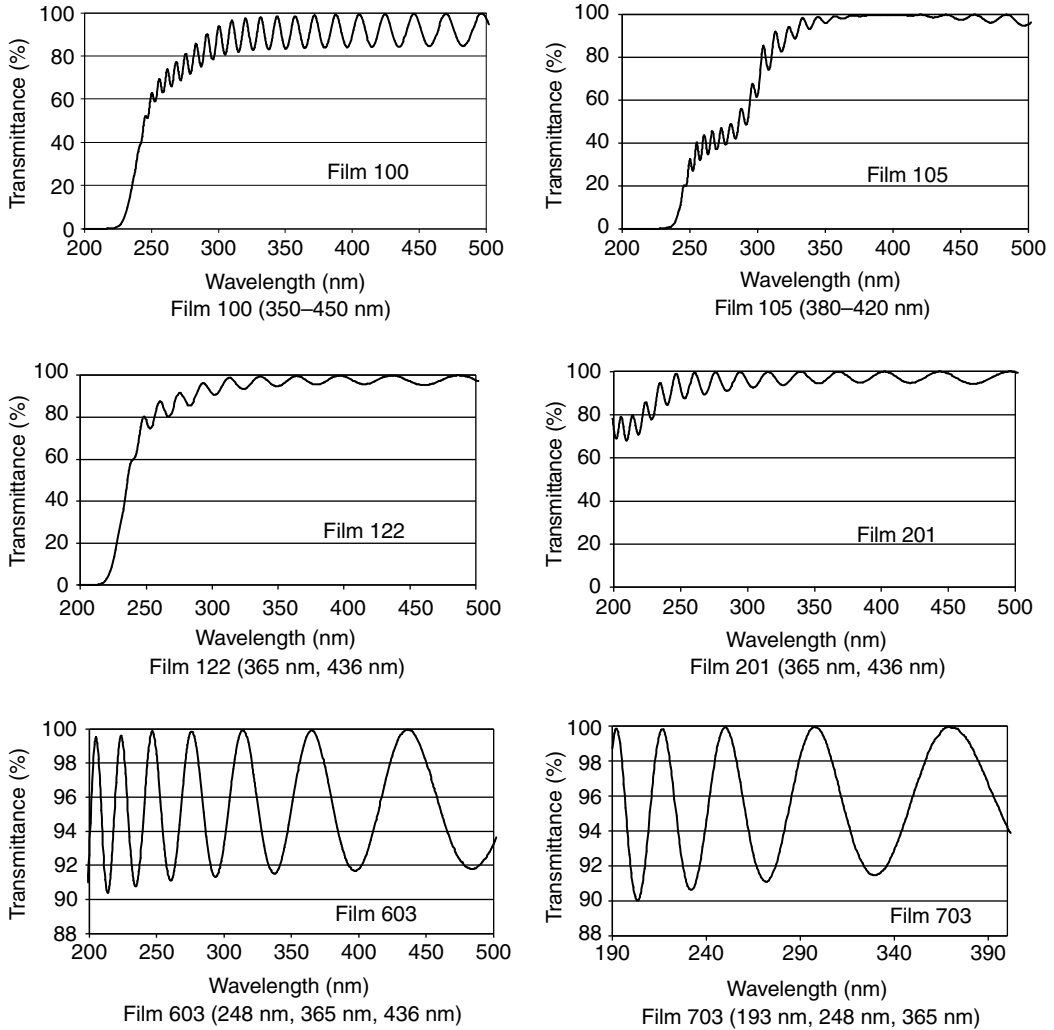 100
80
60
40
20
0
Transmittance (%)
Film 100
200 250 300 350 400 450 500
Wavelength (nm)
Film 100 (350–450 nm)
100
80
60
40
20
0
Transmittance (%)
Film 105
200 250 300 350 400 450 500
Wavelength (nm)
Film 105 (380–420 nm)
100
80
60
40
20
0
Transmittance (%)
Film 122
200 250 300 350 400 450 500
Wavelength (nm)
Film 122 (365 nm, 436 nm)
100
80
60
40
20
0
Transmittance (%)
Film 201
200 250 300 350 400 450 500
Wavelength (nm)
Film 201 (365 nm, 436 nm)
100
98
96
94
92
90
88
Transmittance (%)
Film 603
200 250 300 350 400 450 500
Wavelength (nm)
Film 603 (248 nm, 365 nm, 436 nm)
100
98
96
94
92
90
88
Transmittance (%)
Film 703
190 240 290 340 390
Wavelength (nm)
Film 703 (193 nm, 248 nm, 365 nm)